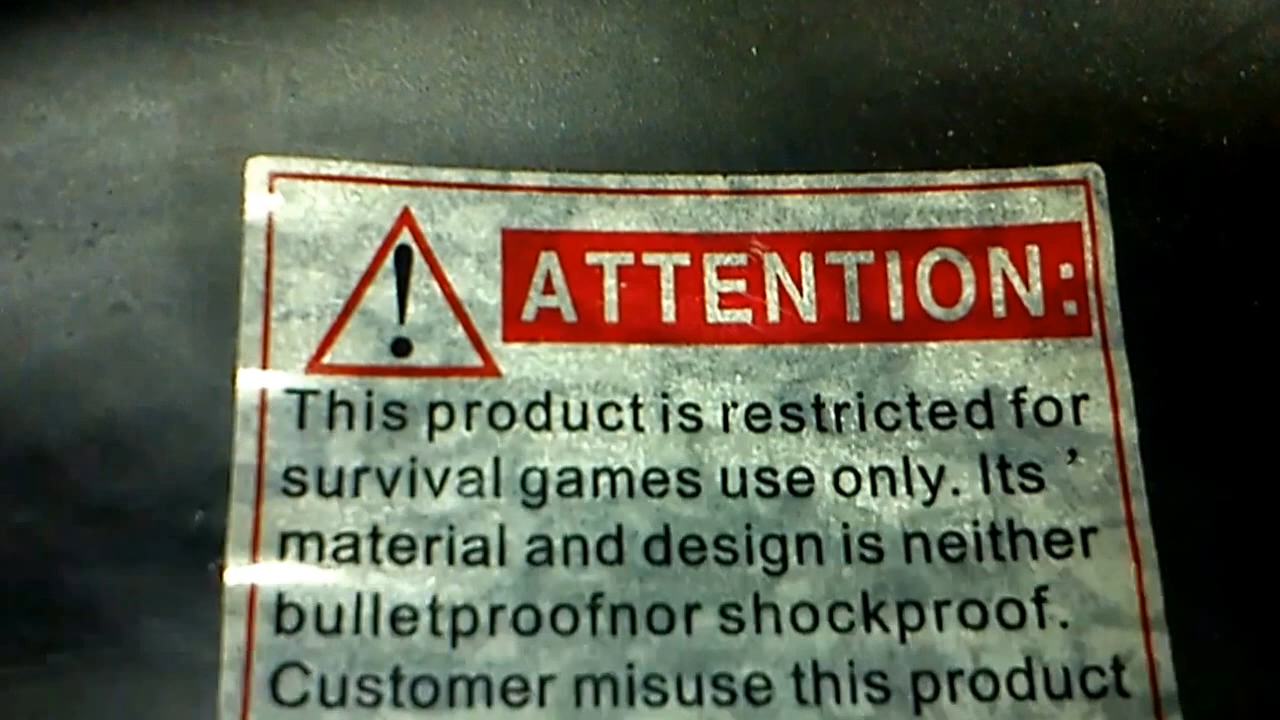 ATTENTION:
This product is restricted for
survival games use only. Its ’
material and design is neither
bulletproofnor shockproof.
Customer misuse this product